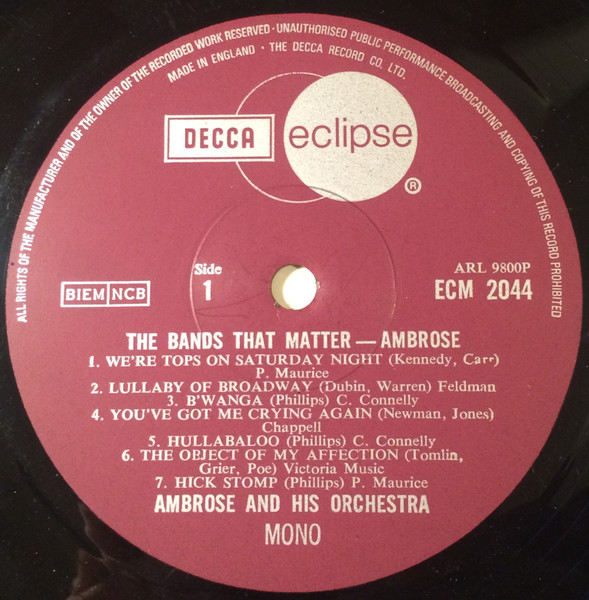 ALL RIGHTS OF THE MANUFACTURER AND OF THE OWNER OF THE RECORDED WORK RESERVED · UNAUTHORISED PUBLIC PERFORMANCE BROADCASTING AND COPYING OF THIS RECORD PROHIBITED
MADE IN ENGLAND · THE DECCA RECORD CO. LTD.
DECCA eclipse ®
Side
1
BIEM NCB
ARL 9800P
ECM 2044
THE BANDS THAT MATTER — AMBROSE
1. WE'RE TOPS ON SATURDAY NIGHT (Kennedy, Carr)
P. Maurice
2. LULLABY OF BROADWAY (Dubin, Warren) Feldman
3. B'WANGA (Phillips) C. Connelly
4. YOU'VE GOT ME CRYING AGAIN (Newman, Jones)
Chappell
5. HULLABALOO (Phillips) C. Connelly
6. THE OBJECT OF MY AFFECTION (Tomlin,
Grier, Poe) Victoria Music
7. HICK STOMP (Phillips) P. Maurice
AMBROSE AND HIS ORCHESTRA
MONO